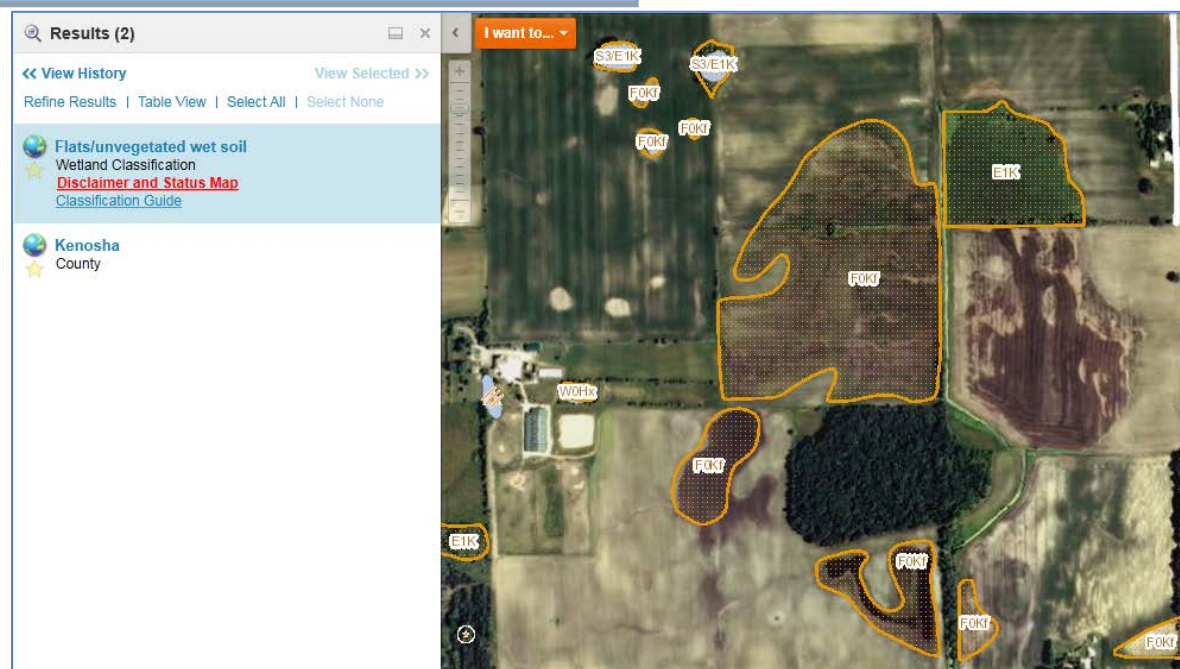 Results (2)
I want to...
<< View History
View Selected >>
Refine Results | Table View | Select All | Select None
Flats/unvegetated wet soil
Wetland Classification
Disclaimer and Status Map
Classification Guide
Kenosha
County
S3/E1K
S3/E1K
F0Kf
F0Kf
F0Kf
E1K
F0Kf
W0Hx
F0Kf
E1K
F0Kf
F0Kf
F0Kf